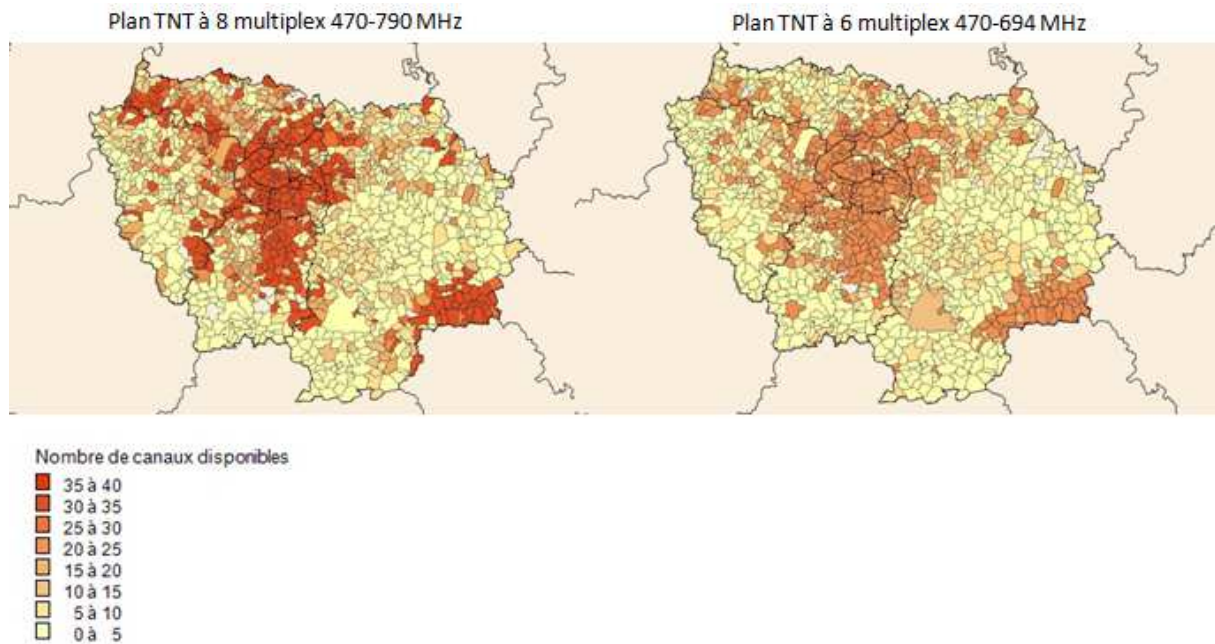 Plan TNT à 8 multiplex 470-790 MHz
Plan TNT à 6 multiplex 470-694 MHz
Nombre de canaux disponibles
35 à 40
30 à 35
25 à 30
20 à 25
15 à 20
10 à 15
5 à 10
0 à 5